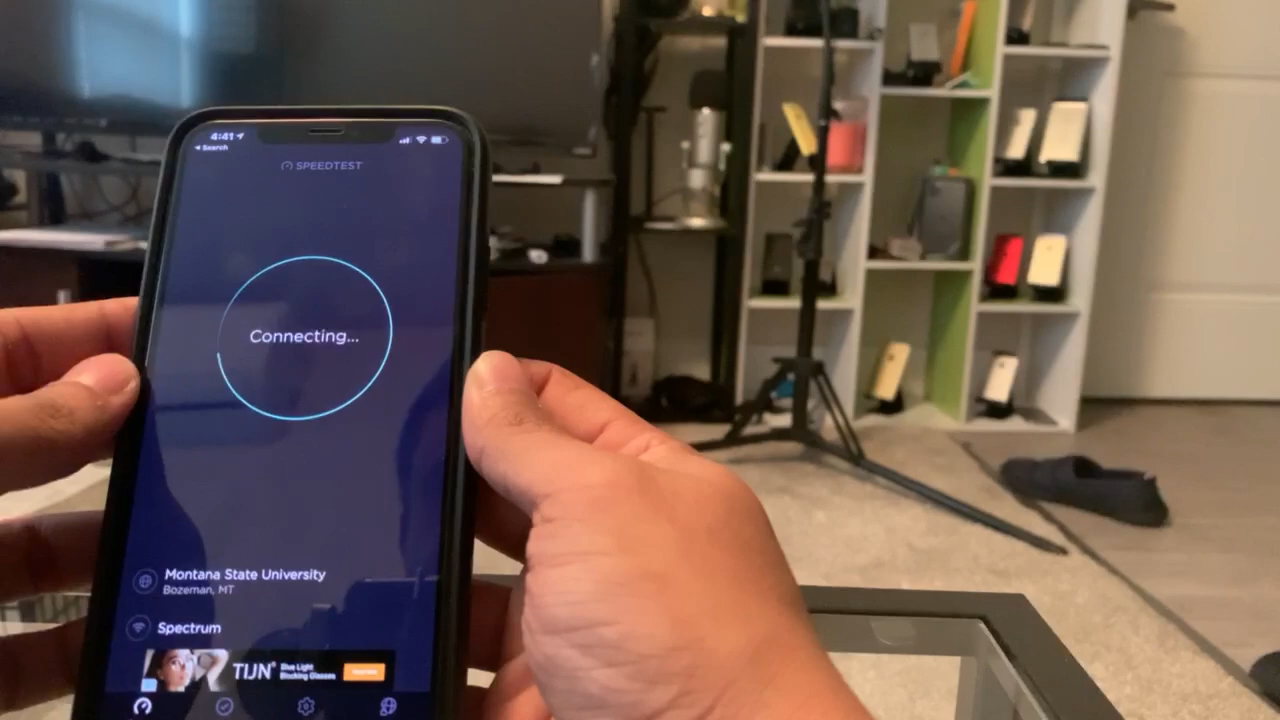 4:41
Search
SPEEDTEST
Connecting...
Montana State University
Bozeman, MT
Spectrum
TIJN
Blue Light
Blocking Glasses